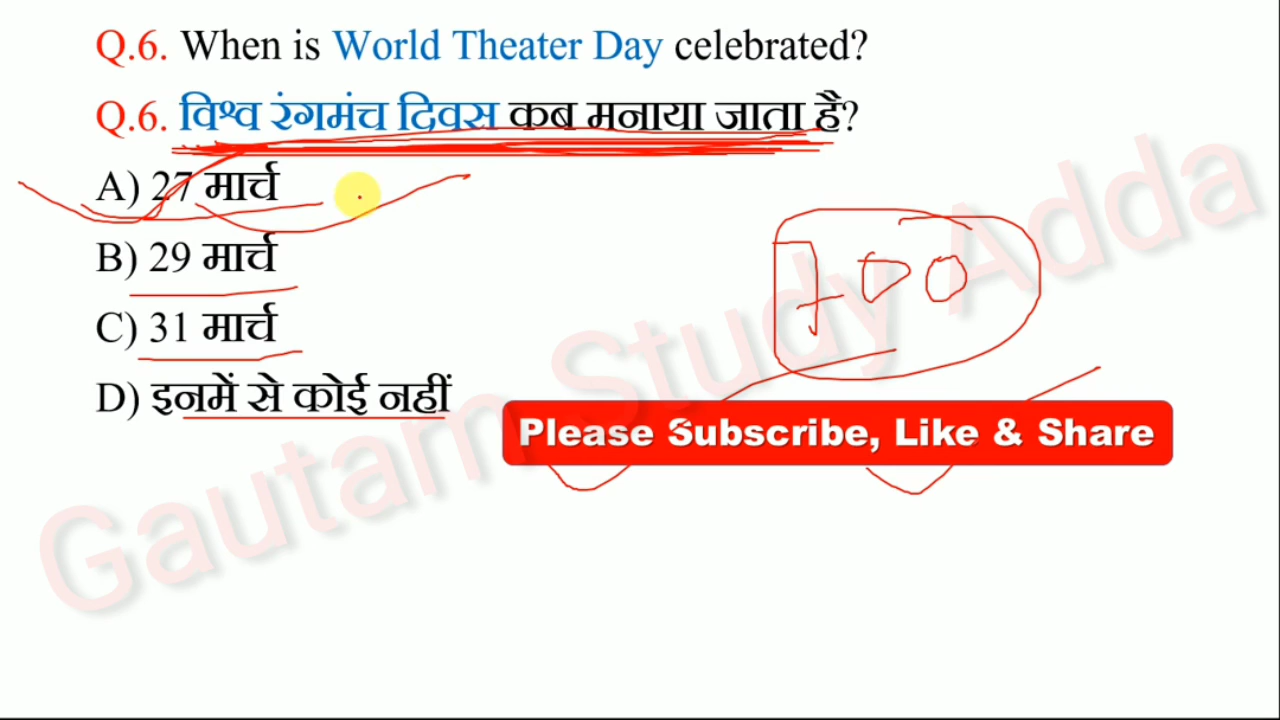 Q.6. When is World Theater Day celebrated?
Q.6. विश्व रंगमंच दिवस कब मनाया जाता है?
A) 27 मार्च
B) 29 मार्च
C) 31 मार्च
D) इनमें से कोई नहीं
Please Subscribe, Like & Share
Gautam Study Adda